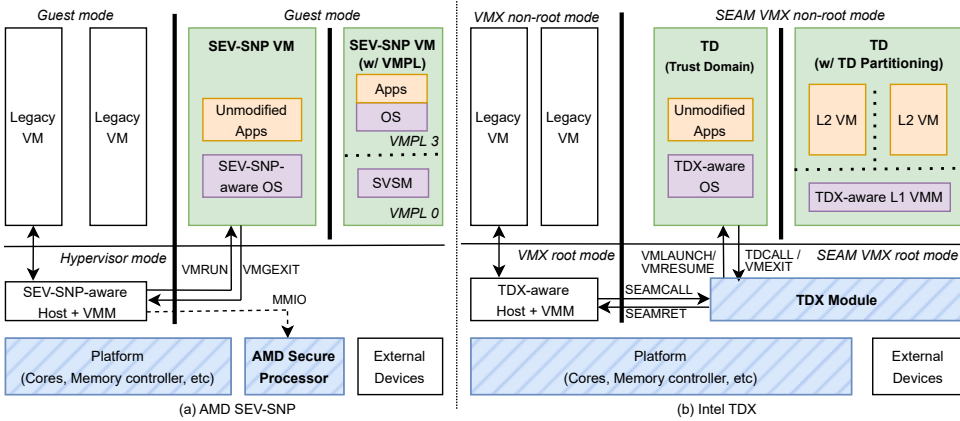 Guest mode
Guest mode
Legacy
VM
Legacy
VM
SEV-SNP VM
Unmodified
Apps
SEV-SNP-
aware OS
SEV-SNP VM
(w/ VMPL)
Apps
OS
VMPL 3
SVSM
VMPL 0
Hypervisor mode
VMRUN
VMGEXIT
SEV-SNP-aware
Host + VMM
MMIO
Platform
(Cores, Memory controller, etc)
AMD Secure
Processor
External
Devices
(a) AMD SEV-SNP
VMX non-root mode
SEAM VMX non-root mode
Legacy
VM
Legacy
VM
TD
(Trust Domain)
Unmodified
Apps
TDX-aware
OS
TD
(w/ TD Partitioning)
L2 VM
L2 VM
TDX-aware L1 VMM
VMX root mode
VMLAUNCH/
VMRESUME
TDCALL /
VMEXIT
SEAM VMX root mode
TDX-aware
Host + VMM
SEAMCALL
SEAMRET
TDX Module
Platform
(Cores, Memory controller, etc)
External
Devices
(b) Intel TDX